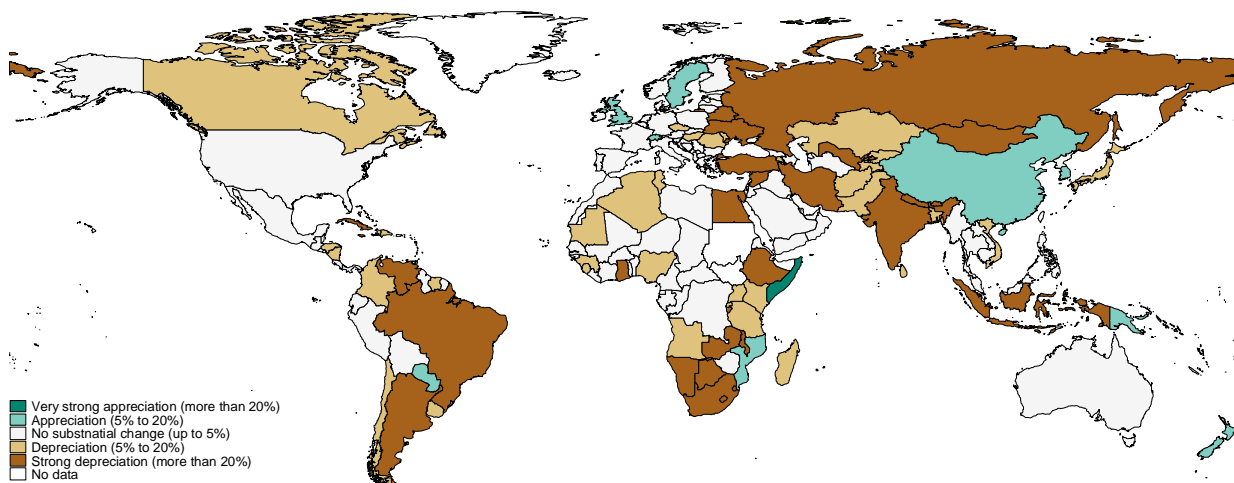 Very strong appreciation (more than 20%)
Appreciation (5% to 20%)
No substnatial change (up to 5%)
Depreciation (5% to 20%)
Strong depreciation (more than 20%)
No data